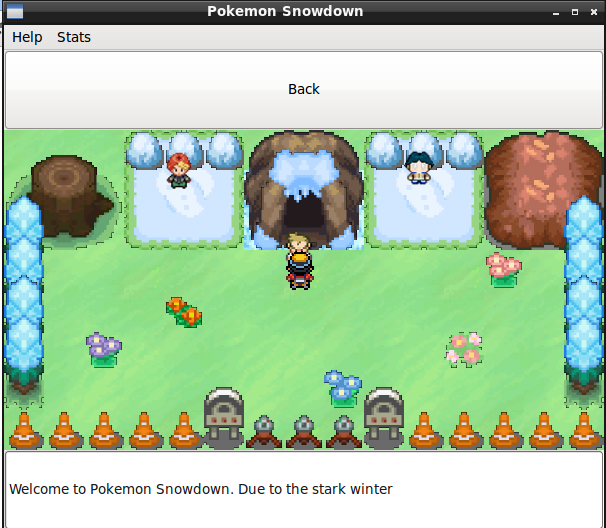 Pokemon Snowdown
Help Stats
Back
Welcome to Pokemon Snowdown. Due to the stark winter